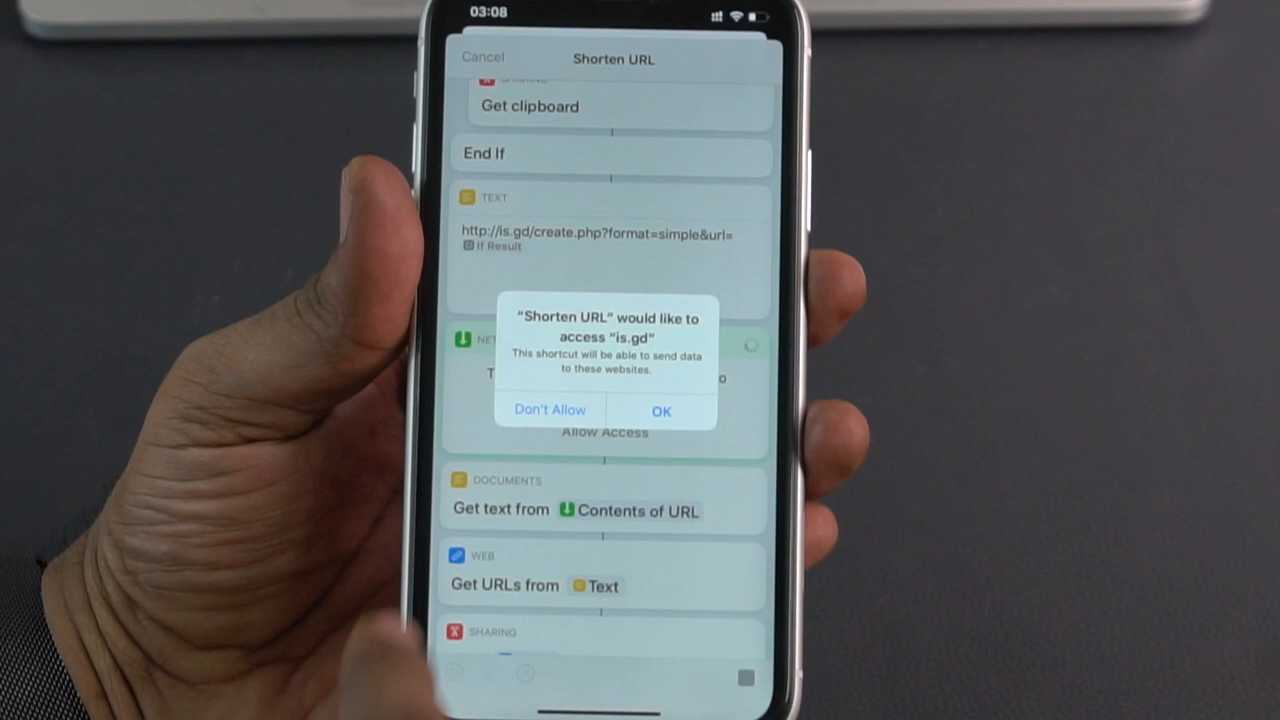 03:08
Cancel
Shorten URL
SHARING
Get clipboard
End If
TEXT
http://is.gd/create.php?format=simple&url=
If Result
"Shorten URL" would like to
access "is.gd"
This shortcut will be able to send data
to these websites.
Don't Allow
OK
NET
T
o
Allow Access
DOCUMENTS
Get text from Contents of URL
WEB
Get URLs from Text
SHARING